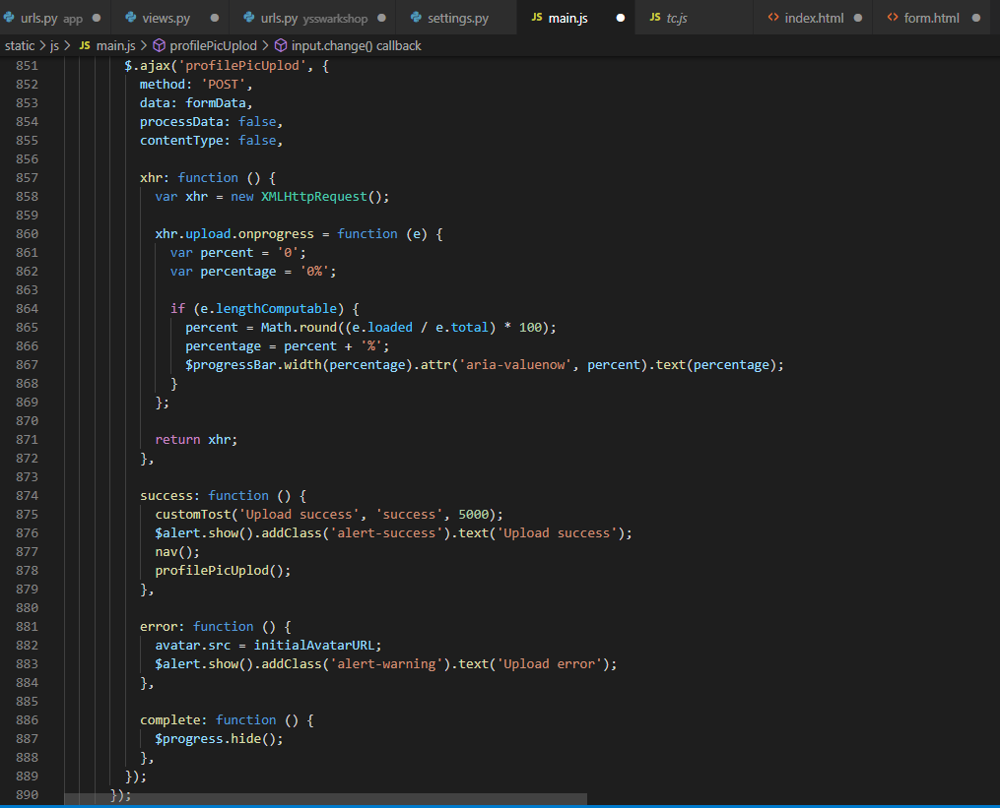 urls.py app ● views.py ● urls.py ysswarkshop ● settings.py JS main.js ● JS tc.js <> index.html ● <> form.html ●
static > js > JS main.js > profilePicUplod > input.change() callback
851 $.ajax('profilePicUplod', {
852 method: 'POST',
853 data: formData,
854 processData: false,
855 contentType: false,
856
857 xhr: function () {
858 var xhr = new XMLHttpRequest();
859
860 xhr.upload.onprogress = function (e) {
861 var percent = '0';
862 var percentage = '0%';
863
864 if (e.lengthComputable) {
865 percent = Math.round((e.loaded / e.total) * 100);
866 percentage = percent + '%';
867 $progressBar.width(percentage).attr('aria-valuenow', percent).text(percentage);
868 }
869 };
870
871 return xhr;
872 },
873
874 success: function () {
875 customTost('Upload success', 'success', 5000);
876 $alert.show().addClass('alert-success').text('Upload success');
877 nav();
878 profilePicUplod();
879 },
880
881 error: function () {
882 avatar.src = initialAvatarURL;
883 $alert.show().addClass('alert-warning').text('Upload error');
884 },
885
886 complete: function () {
887 $progress.hide();
888 },
889 });
890 });